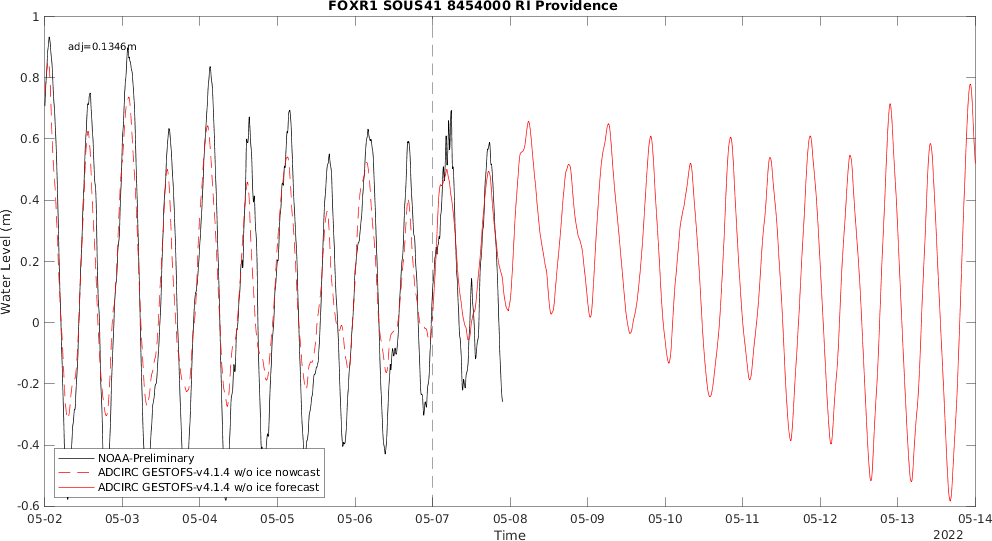 FOXR1 SOUS41 8454000 RI Providence
adj=0.1346m
1
0.8
0.6
0.4
0.2
0
-0.2
-0.4
-0.6
Water Level (m)
NOAA-Preliminary
ADCIRC GESTOFS-v4.1.4 w/o ice nowcast
ADCIRC GESTOFS-v4.1.4 w/o ice forecast
05-02 05-03 05-04 05-05 05-06 05-07 05-08 05-09 05-10 05-11 05-12 05-13 05-14
Time
2022